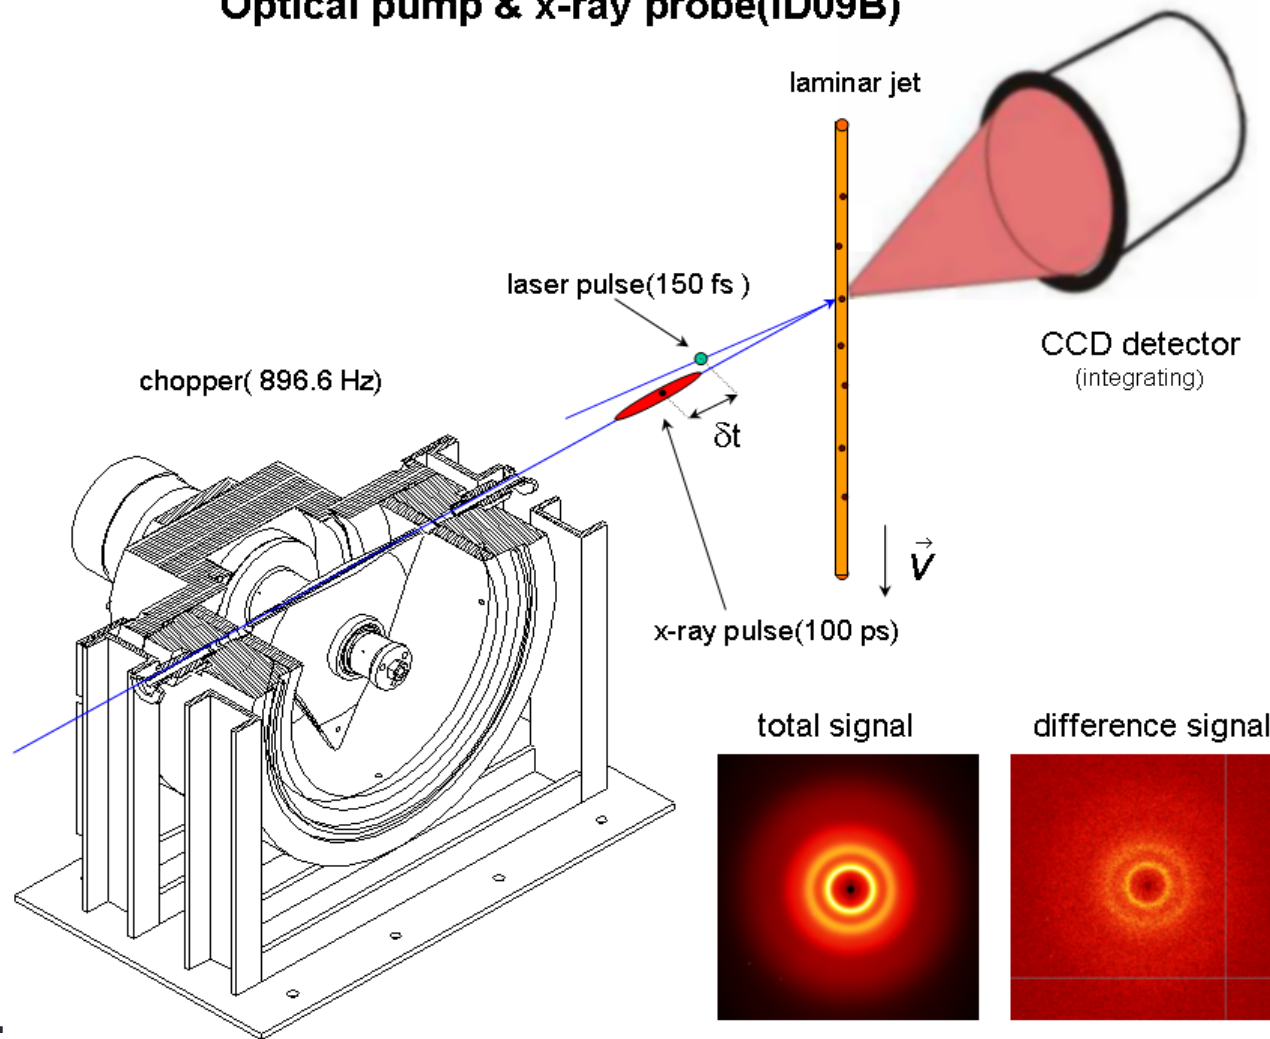 Optical pump & x-ray probe(ID09B)
laminar jet
laser pulse(150 fs )
CCD detector
(integrating)
chopper( 896.6 Hz)
δt
v
x-ray pulse(100 ps)
total signal
difference signal